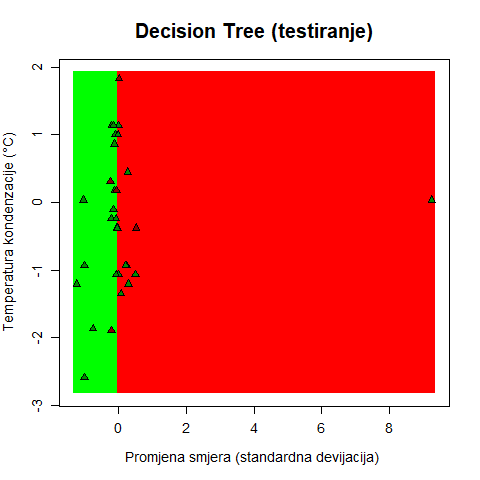 Decision Tree (testiranje)
Temperatura kondenzacije (°C)
2
1
0
-1
-2
-3
0 2 4 6 8
Promjena smjera (standardna devijacija)